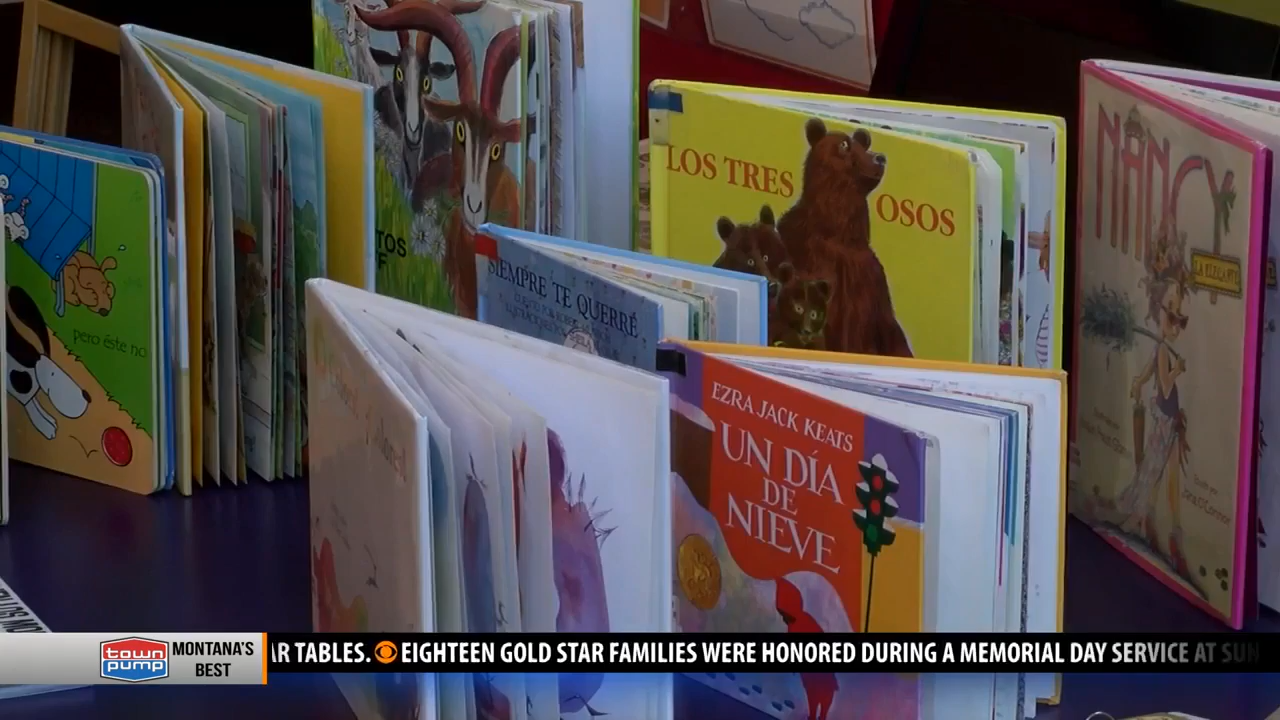 LOS TRES OSOS
NANCY
LA ELEGANTE
TOS
F
SIEMPRE TE QUERRÉ
pero éste no
EZRA JACK KEATS
UN DÍA
DE
NIEVE
town
pump
MONTANA'S
BEST
AR TABLES. EIGHTEEN GOLD STAR FAMILIES WERE HONORED DURING A MEMORIAL DAY SERVICE AT SUN